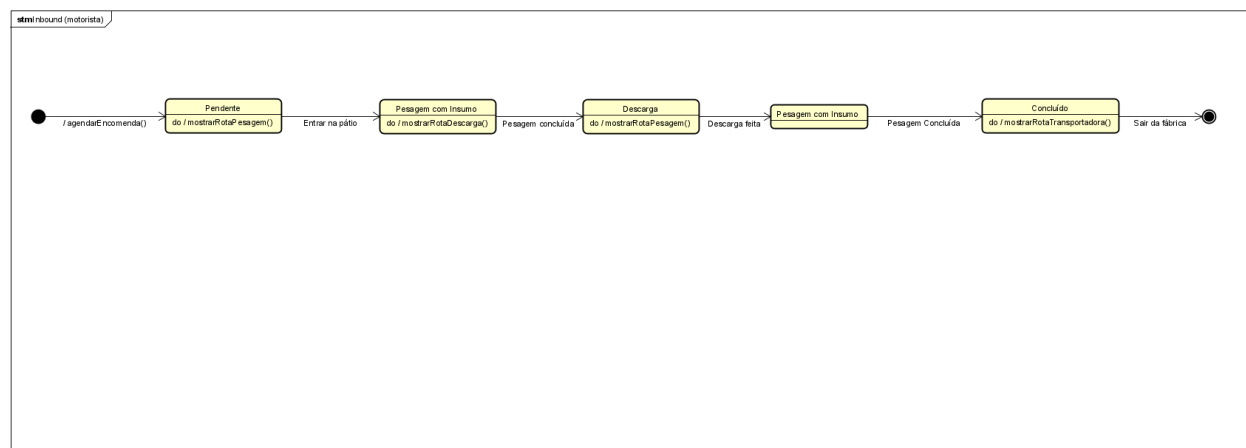 stm Inbound (motorista)
Pendente
do / mostrarRotaPesagem()
Pesagem com Insumo
do / mostrarRotaDescarga()
Descarga
do / mostrarRotaPesagem()
Pesagem com Insumo
Concluído
do / mostrarRotaTransportadora()
/ agendarEncomenda()
Entrar na pátio
Pesagem concluída
Descarga feita
Pesagem Concluída
Sair da fábrica